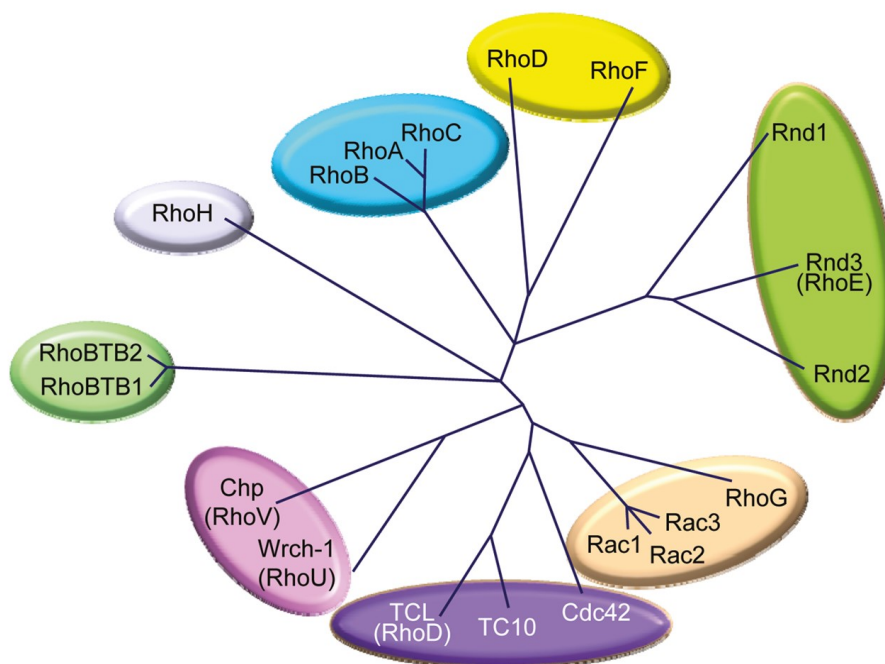 RhoD
RhoF
RhoC
RhoA
RhoB
Rnd1
RhoH
Rnd3
(RhoE)
RhoBTB2
RhoBTB1
Rnd2
Chp
(RhoV)
Wrch-1
(RhoU)
RhoG
Rac3
Rac1
Rac2
TCL
(RhoD)
TC10
Cdc42